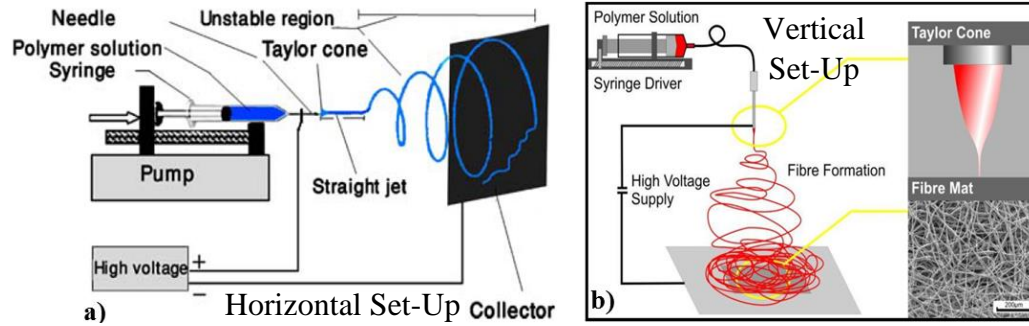 Needle
Polymer solution
Syringe
Unstable region
Taylor cone
Pump
Straight jet
High voltage
+
−
a)
Horizontal Set-Up
Collector
Polymer Solution
Syringe Driver
Vertical
Set-Up
High Voltage
Supply
Fibre Formation
b)
Taylor Cone
Fibre Mat
200µm